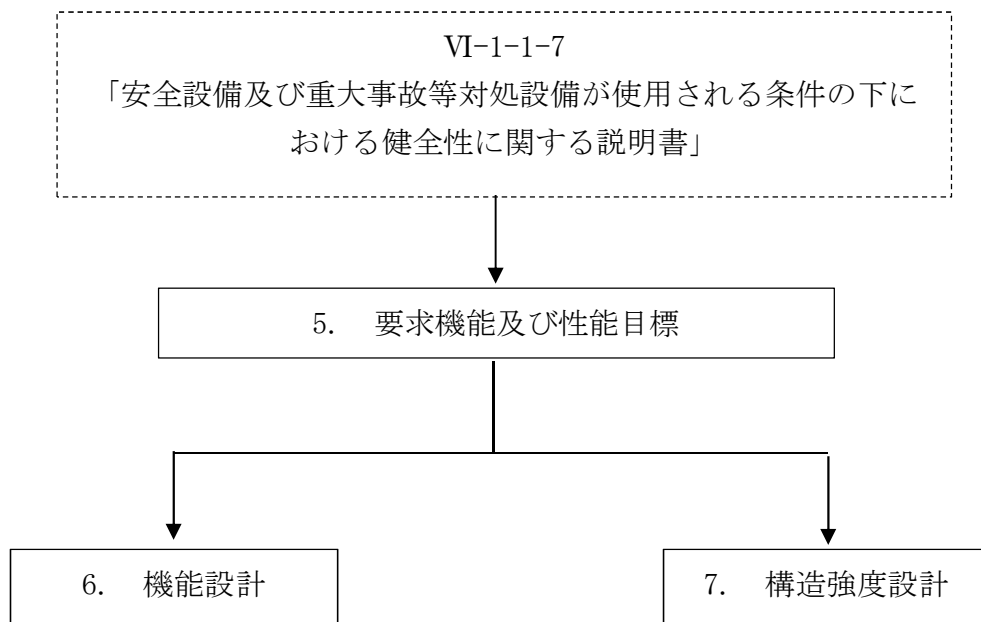 Ⅵ-1-1-7
「安全設備及び重大事故等対処設備が使用される条件の下に
おける健全性に関する説明書」
5. 要求機能及び性能目標
6. 機能設計
7. 構造強度設計